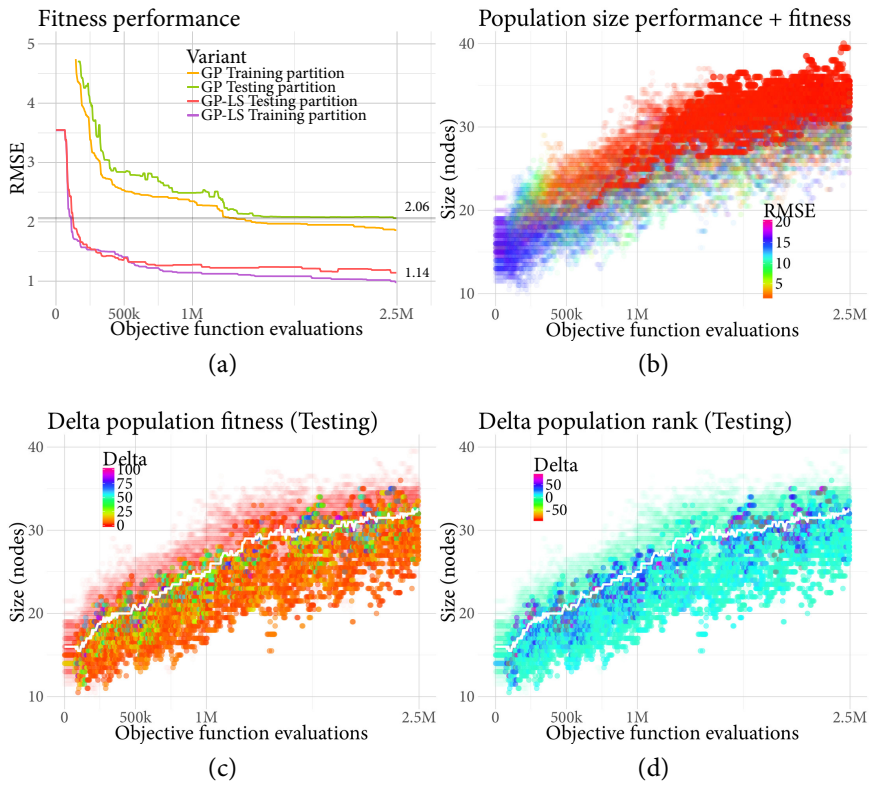 Fitness performance
5
4
3
2
1
RMSE
Variant
GP Training partition
GP Testing partition
GP-LS Testing partition
GP-LS Training partition
2.06
1.14
0
500k
1M
2.5M
Objective function evaluations
(a)
Population size performance + fitness
40
30
20
10
Size (nodes)
RMSE
20
15
10
5
0
500k
1M
2.5M
Objective function evaluations
(b)
Delta population fitness (Testing)
40
30
20
10
Size (nodes)
Delta
100
75
50
25
0
0
500k
1M
2.5M
Objective function evaluations
(c)
Delta population rank (Testing)
40
30
20
10
Size (nodes)
Delta
50
0
-50
0
500k
1M
2.5M
Objective function evaluations
(d)